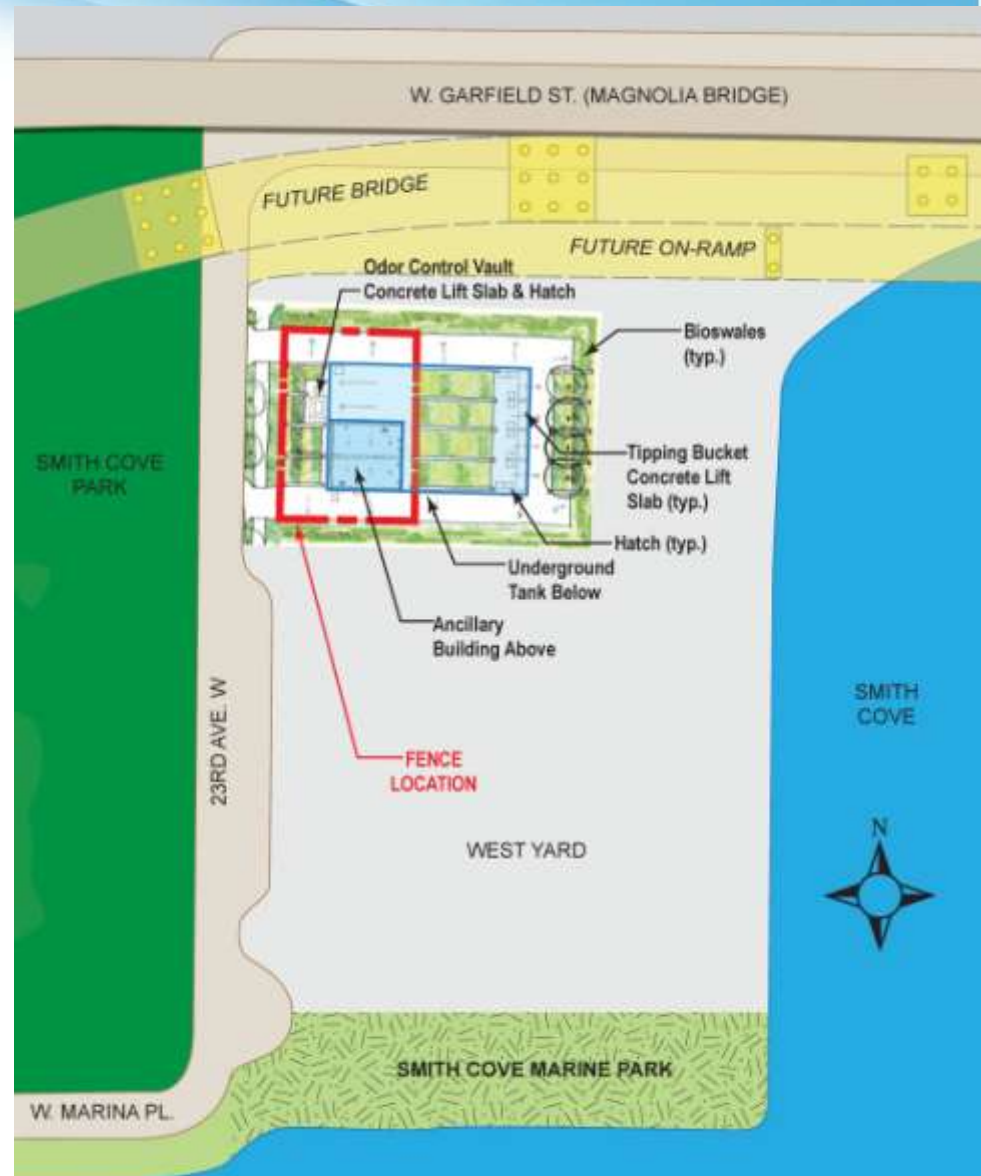 W. GARFIELD ST. (MAGNOLIA BRIDGE)
FUTURE BRIDGE
FUTURE ON-RAMP
Odor Control Vault
Concrete Lift Slab & Hatch
Bioswales
(typ.)
SMITH COVE
PARK
Tipping Bucket
Concrete Lift
Slab (typ.)
Hatch (typ.)
Underground
Tank Below
Ancillary
Building Above
23RD AVE. W
SMITH
COVE
FENCE
LOCATION
WEST YARD
N
SMITH COVE MARINE PARK
W. MARINA PL.